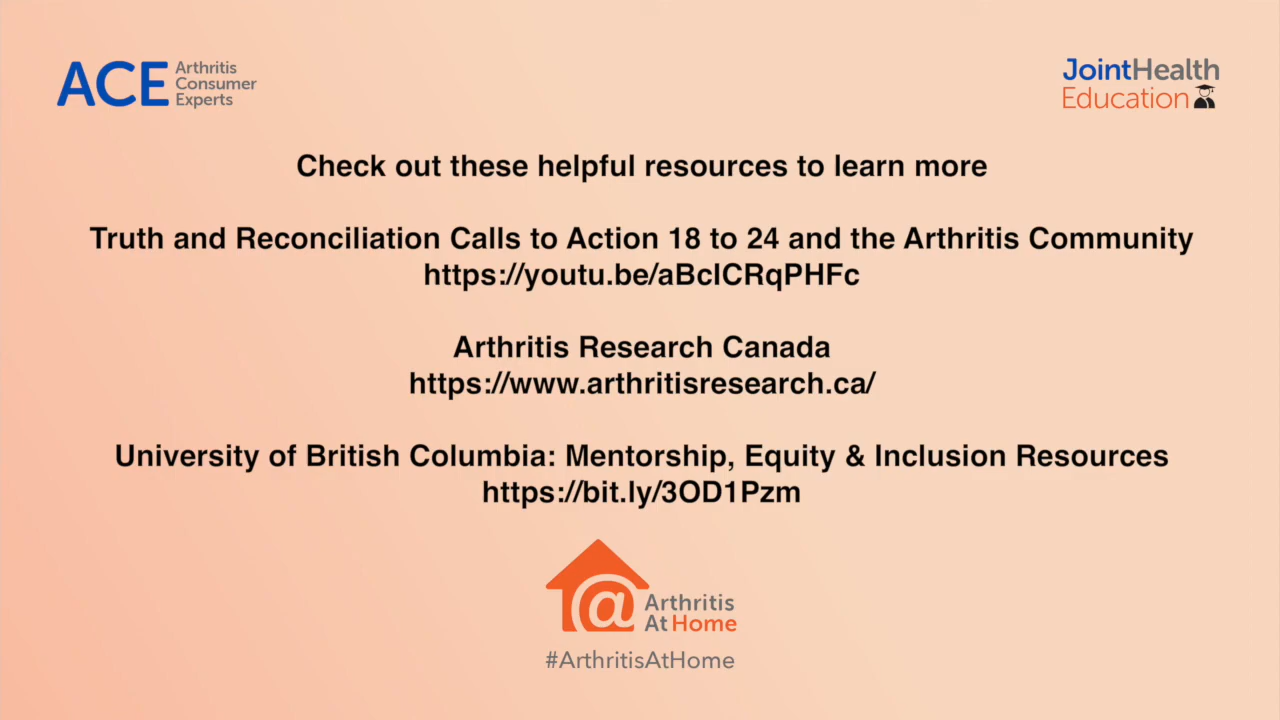 ACE Arthritis
Consumer
Experts
JointHealth
Education
Check out these helpful resources to learn more
Truth and Reconciliation Calls to Action 18 to 24 and the Arthritis Community
https://youtu.be/aBcICRqPHFc
Arthritis Research Canada
https://www.arthritisresearch.ca/
University of British Columbia: Mentorship, Equity & Inclusion Resources
https://bit.ly/3OD1Pzm
@ Arthritis
At Home
#ArthritisAtHome